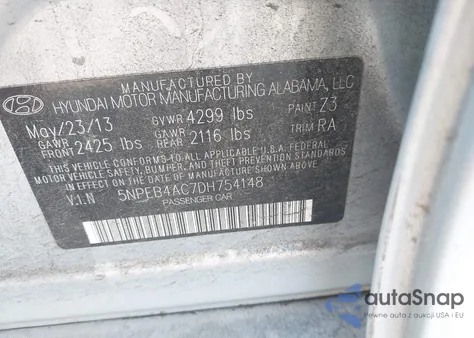 MANUFACTURED BY
HYUNDAI MOTOR MANUFACTURING ALABAMA, LLC
May/23/13 GVWR 4299 lbs PAINT Z3
GAWR FRONT 2425 lbs GAWR REAR 2116 lbs TRIM RA
THIS VEHICLE CONFORMS TO ALL APPLICABLE U.S.A. FEDERAL
MOTOR VEHICLE SAFETY, BUMPER, AND THEFT PREVENTION STANDARDS
IN EFFECT ON THE DATE OF MANUFACTURE SHOWN ABOVE.
V.I.N 5NPEB4AC7DH754148
PASSENGER CAR
autoSnap
Pewne auta z aukcji USA i EU